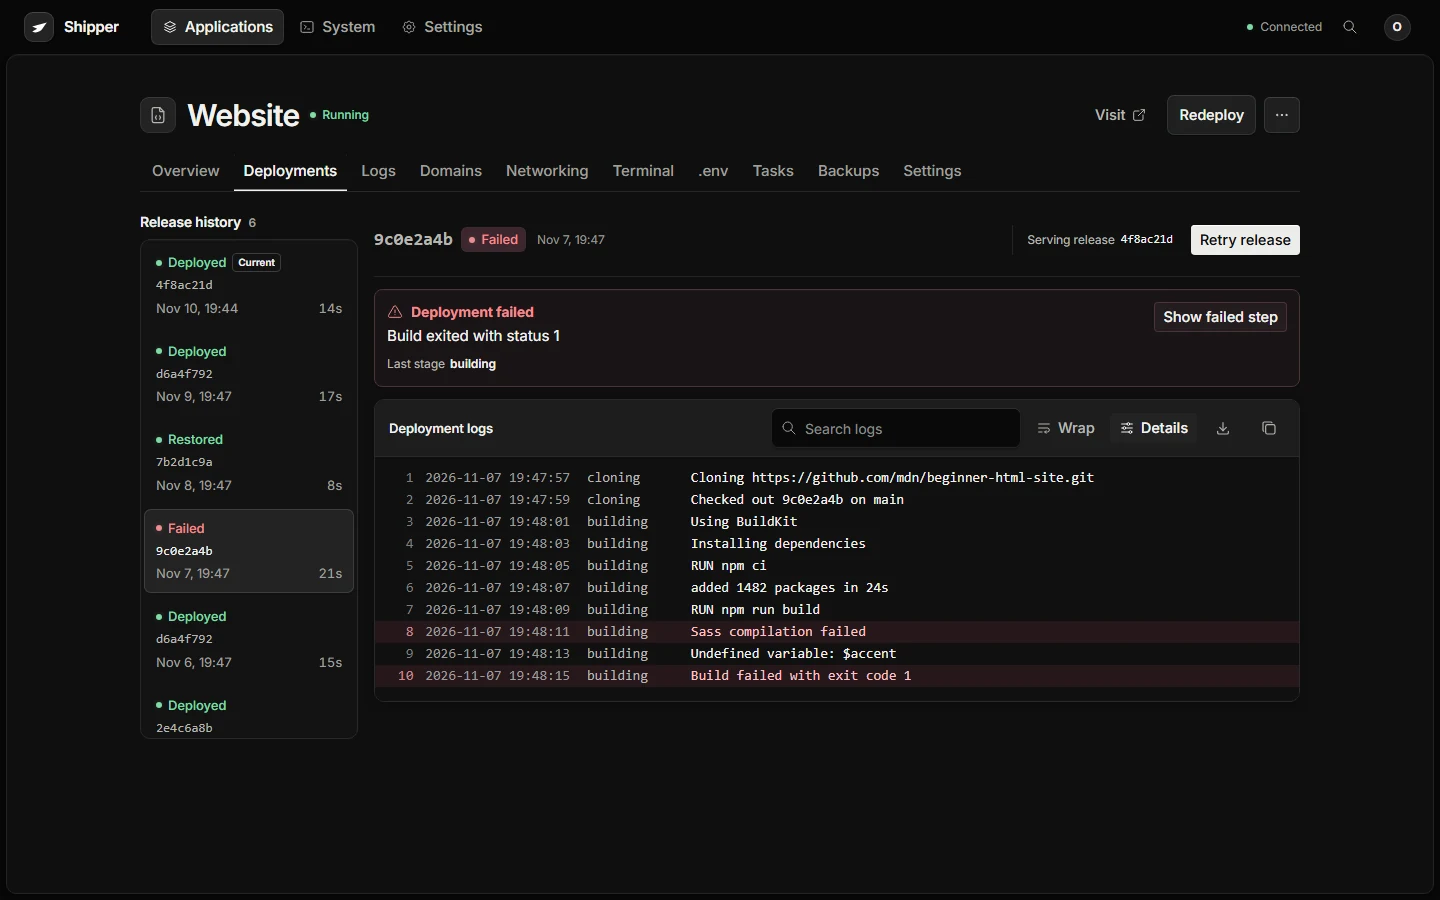 Shipper Applications System Settings Connected O
Website Running Visit Redeploy
Overview Deployments Logs Domains Networking Terminal .env Tasks Backups Settings
Release history 6
Deployed Current
4f8ac21d
Nov 10, 19:44 14s
Deployed
d6a4f792
Nov 9, 19:47 17s
Restored
7b2d1c9a
Nov 8, 19:47 8s
Failed
9c0e2a4b
Nov 7, 19:47 21s
Deployed
d6a4f792
Nov 6, 19:47 15s
Deployed
2e4c6a8b
9c0e2a4b Failed Nov 7, 19:47 Serving release 4f8ac21d Retry release
Deployment failed
Build exited with status 1
Last stage building
Show failed step
Deployment logs Search logs Wrap Details
1 2026-11-07 19:47:57 cloning Cloning https://github.com/mdn/beginner-html-site.git
2 2026-11-07 19:47:59 cloning Checked out 9c0e2a4b on main
3 2026-11-07 19:48:01 building Using BuildKit
4 2026-11-07 19:48:03 building Installing dependencies
5 2026-11-07 19:48:05 building RUN npm ci
6 2026-11-07 19:48:07 building added 1482 packages in 24s
7 2026-11-07 19:48:09 building RUN npm run build
8 2026-11-07 19:48:11 building Sass compilation failed
9 2026-11-07 19:48:13 building Undefined variable: $accent
10 2026-11-07 19:48:15 building Build failed with exit code 1